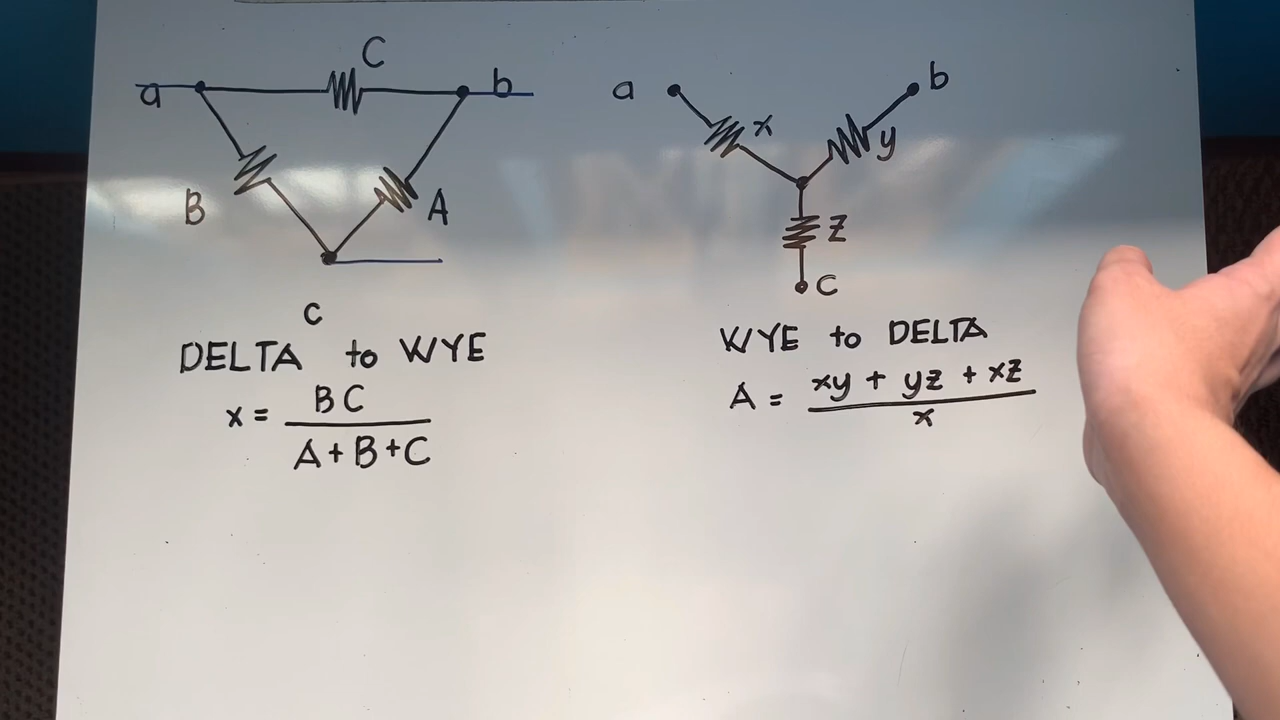 C
a
b
B
A
c
DELTA to WYE
x = BC / A+B+C
a
b
x
y
z
c
WYE to DELTA
A = xy + yz + xz / x